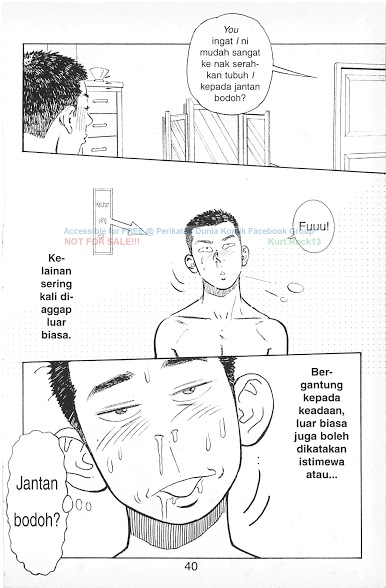 You
ingat I ni
mudah sangat
ke nak serah-
kan tubuh I
kepada jantan
bodoh?
Fuuu!
Accessible for FREE @ Perikatan Dunia Komik Facebook Group
NOT FOR SALE!!! Kurt.Rock13
Ke-
lainan
sering
kali di-
aggap
luar
biasa.
Ber-
gantung
kepada
keadaan,
luar biasa
juga boleh
dikatakan
istimewa
atau...
Jantan
bodoh?
40